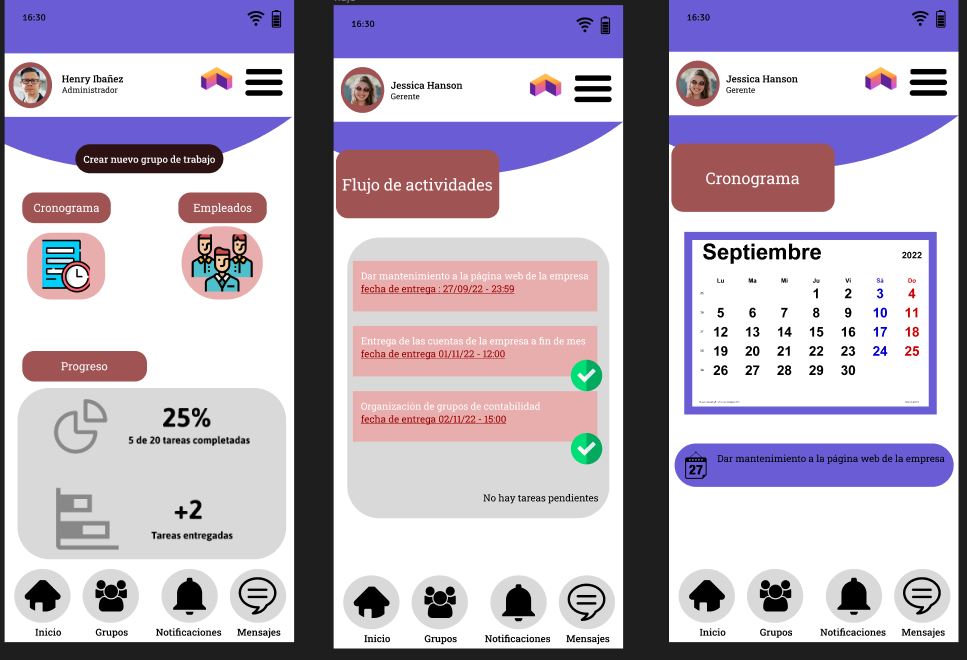 16:30
Henry Ibañez
Administrador
Crear nuevo grupo de trabajo
Cronograma
Empleados
Progreso
25%
5 de 20 tareas completadas
+2
Tareas entregadas
Inicio
Grupos
Notificaciones
Mensajes
16:30
Jessica Hanson
Gerente
Flujo de actividades
Dar mantenimiento a la página web de la empresa
fecha de entrega : 27/09/22 - 23:59
Entrega de las cuentas de la empresa a fin de mes
fecha de entrega 01/11/22 - 12:00
Organización de grupos de contabilidad
fecha de entrega 02/11/22 - 15:00
No hay tareas pendientes
Inicio
Grupos
Notificaciones
Mensajes
16:30
Jessica Hanson
Gerente
Cronograma
Septiembre 2022
Lu Ma Mi Ju Vi Sá Do
1 2 3 4
5 6 7 8 9 10 11
12 13 14 15 16 17 18
19 20 21 22 23 24 25
26 27 28 29 30
27 Dar mantenimiento a la página web de la empresa
Inicio
Grupos
Notificaciones
Mensajes